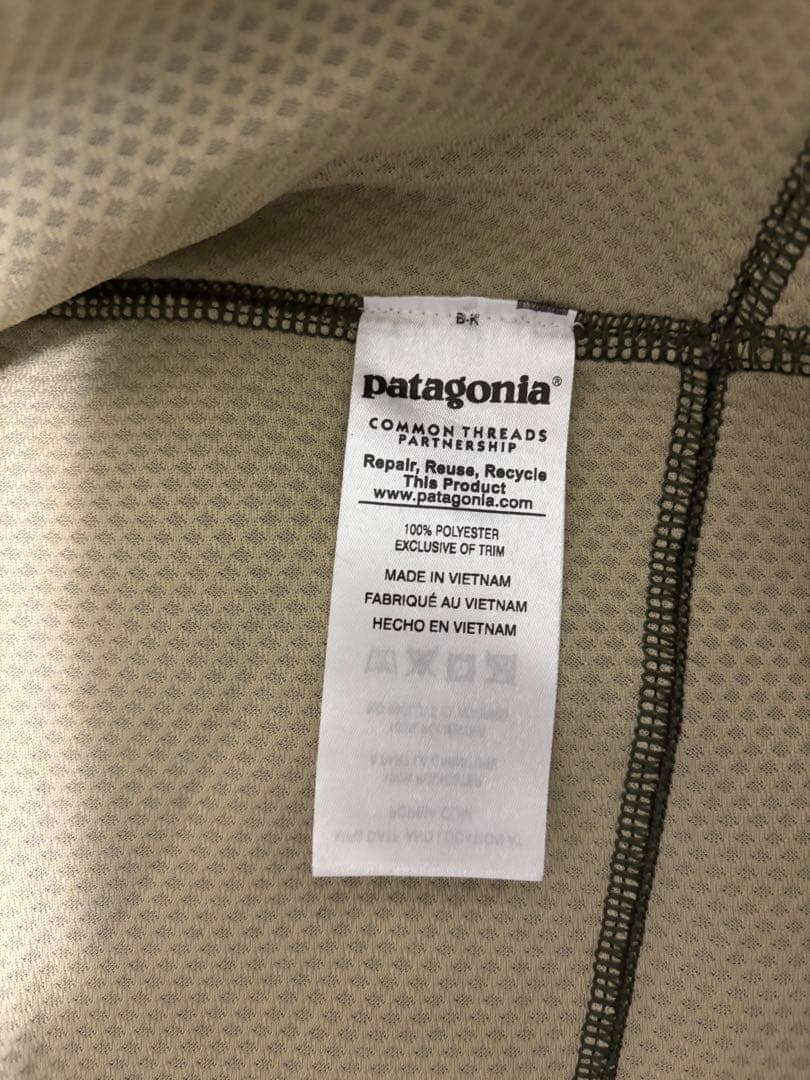 B-K
patagonia®
COMMON THREADS
PARTNERSHIP
Repair, Reuse, Recycle
This Product
www.patagonia.com
100% POLYESTER
EXCLUSIVE OF TRIM
MADE IN VIETNAM
FABRIQUÉ AU VIETNAM
HECHO EN VIETNAM